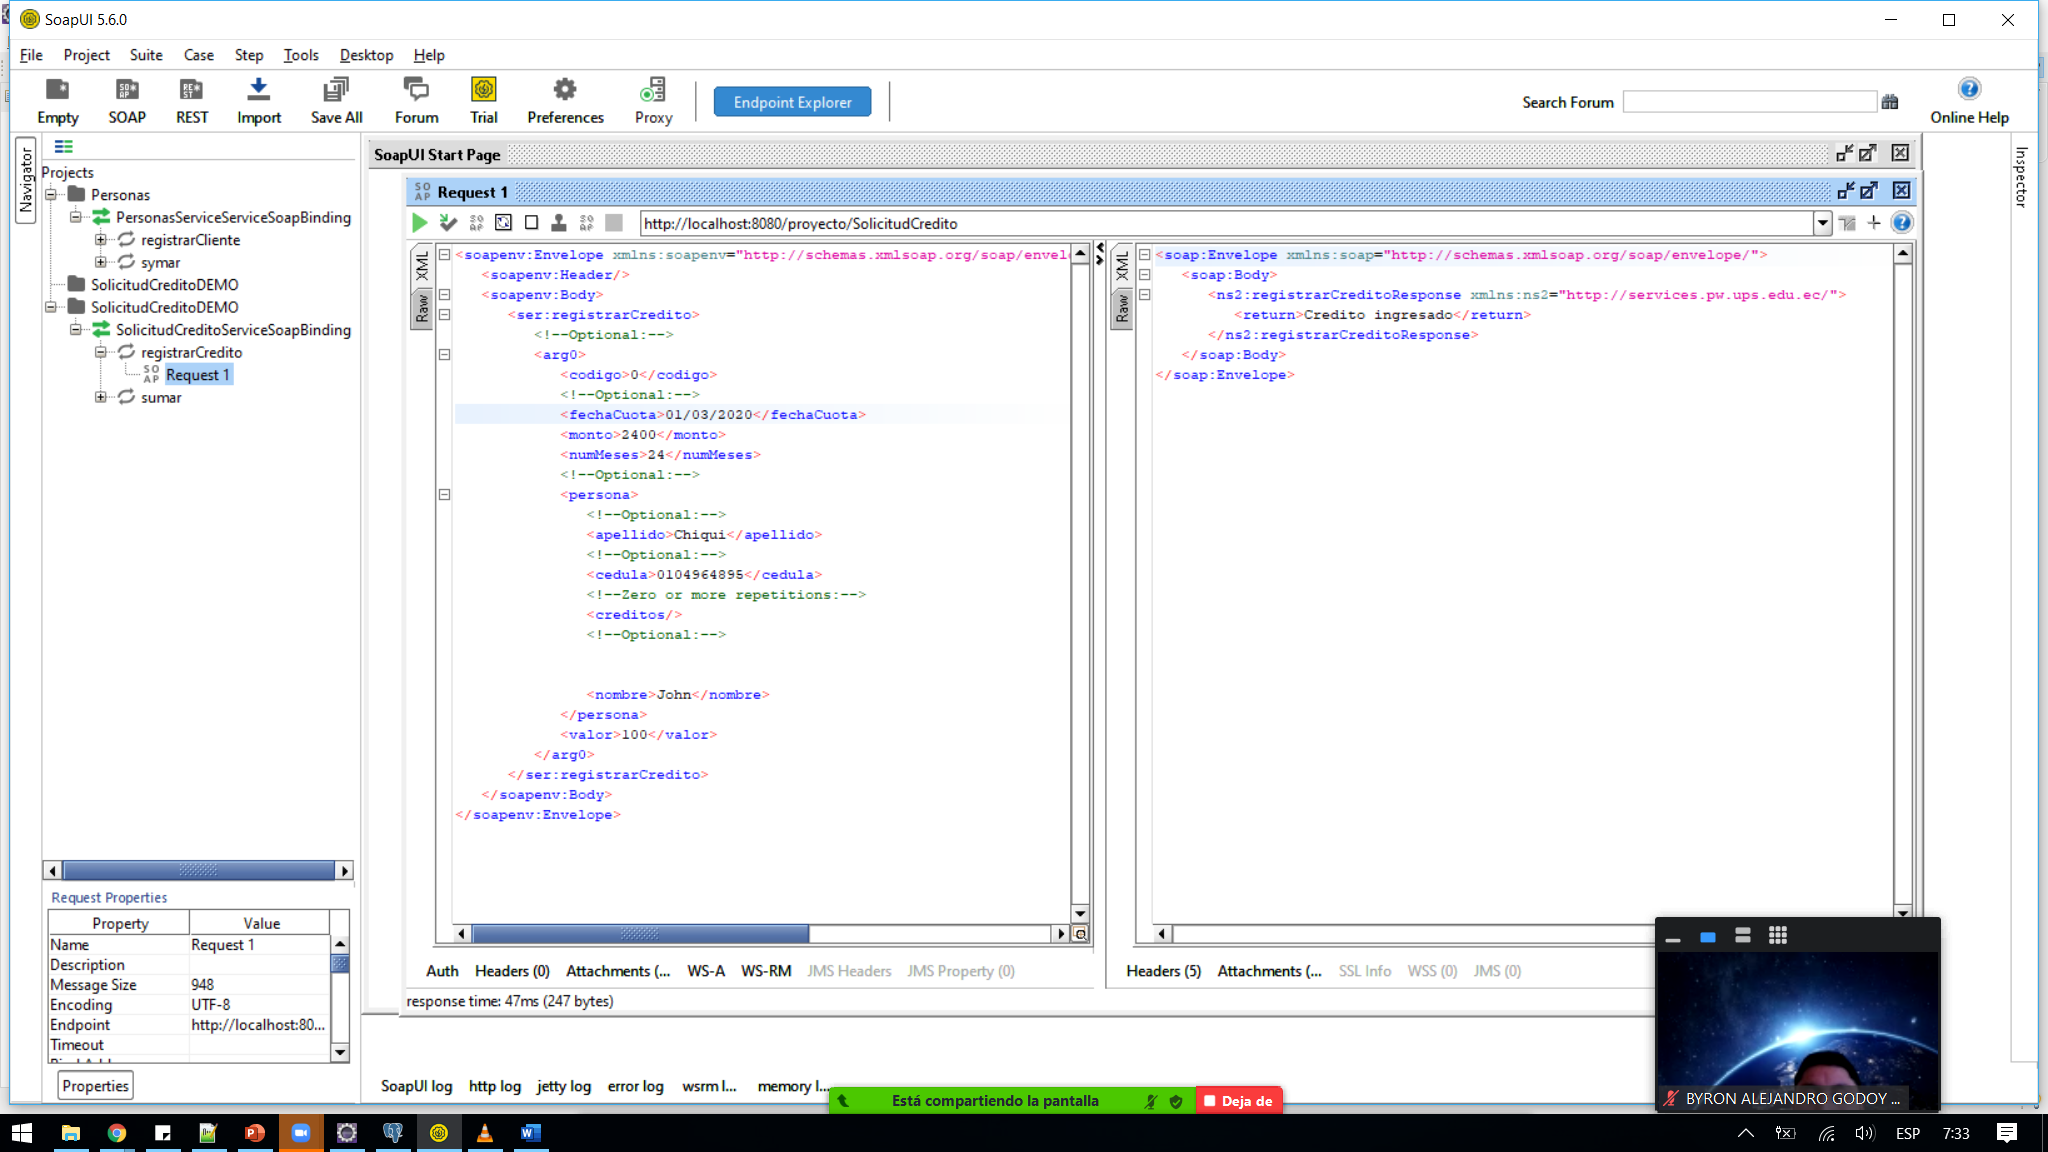 SoapUI 5.6.0
File Project Suite Case Step Tools Desktop Help
Empty SOAP REST Import Save All Forum Trial Preferences Proxy
Endpoint Explorer
Search Forum
Online Help
Navigator
Projects
Personas
PersonasServiceServiceSoapBinding
registrarCliente
symar
SolicitudCreditoDEMO
SolicitudCreditoDEMO
SolicitudCreditoServiceSoapBinding
registrarCredito
Request 1
sumar
SoapUI Start Page
Request 1
http://localhost:8080/proyecto/SolicitudCredito
XML
Raw
<soapenv:Envelope xmlns:soapenv="http://schemas.xmlsoap.org/soap/envel
<soapenv:Header/>
<soapenv:Body>
<ser:registrarCredito>
<!--Optional:-->
<arg0>
<codigo>0</codigo>
<!--Optional:-->
<fechaCuota>01/03/2020</fechaCuota>
<monto>2400</monto>
<numMeses>24</numMeses>
<!--Optional:-->
<persona>
<!--Optional:-->
<apellido>Chiqui</apellido>
<!--Optional:-->
<cedula>0104964895</cedula>
<!--Zero or more repetitions:-->
<creditos/>
<!--Optional:-->
<nombre>John</nombre>
</persona>
<valor>100</valor>
</arg0>
</ser:registrarCredito>
</soapenv:Body>
</soapenv:Envelope>
XML
Raw
<soap:Envelope xmlns:soap="http://schemas.xmlsoap.org/soap/envelope/">
<soap:Body>
<ns2:registrarCreditoResponse xmlns:ns2="http://services.pw.ups.edu.ec/">
<return>Credito ingresado</return>
</ns2:registrarCreditoResponse>
</soap:Body>
</soap:Envelope>
Inspector
Auth Headers (0) Attachments (... WS-A WS-RM JMS Headers JMS Property (0)
Headers (5) Attachments (... SSL Info WSS (0) JMS (0)
response time: 47ms (247 bytes)
Request Properties
Property Value
Name Request 1
Description
Message Size 948
Encoding UTF-8
Endpoint http://localhost:80...
Timeout
Properties
SoapUI log http log jetty log error log wsrm l... memory l...
Está compartiendo la pantalla
Deja de
BYRON ALEJANDRO GODOY ...
ESP 7:33